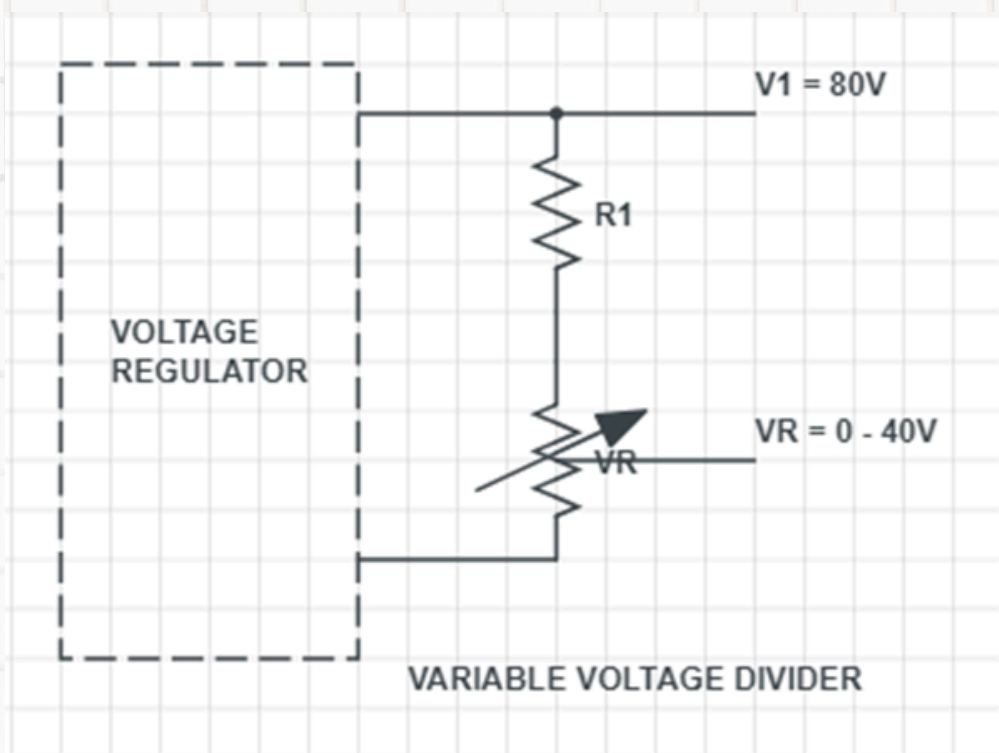 V1 = 80V
R1
VOLTAGE
REGULATOR
VR = 0 - 40V
VR
VARIABLE VOLTAGE DIVIDER